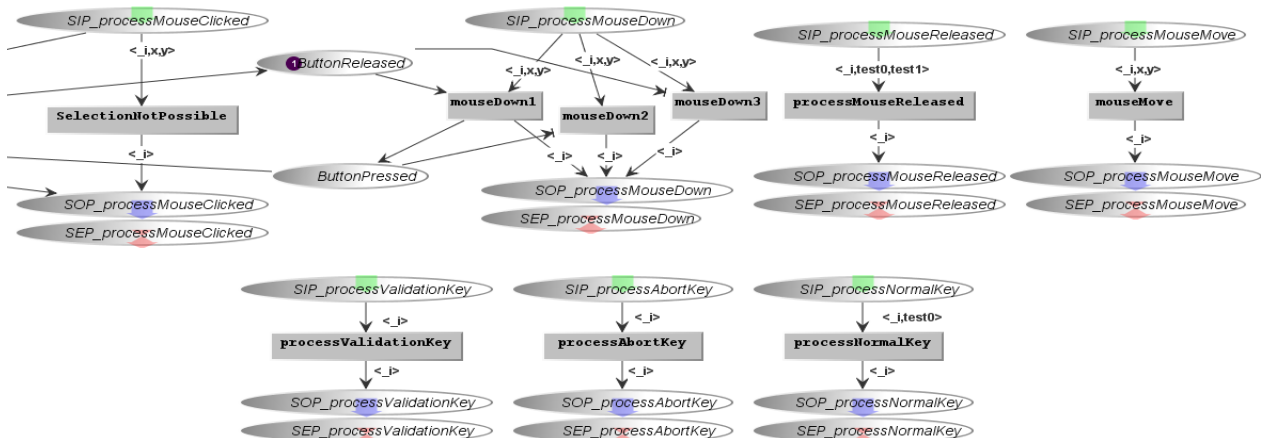 SIP_processMouseClicked
SIP_processMouseDown
SIP_processMouseReleased
SIP_processMouseMove
<_i,x,y>
1 ButtonReleased
<_i,x,y>
<_i,x,y>
<_i,x,y>
<_i,test0,test1>
<_i,x,y>
SelectionNotPossible
mouseDown1
mouseDown2
mouseDown3
processMouseReleased
mouseMove
<_i>
<_i>
<_i>
<_i>
<_i>
<_i>
ButtonPressed
SOP_processMouseClicked
SOP_processMouseDown
SOP_processMouseReleased
SOP_processMouseMove
SEP_processMouseClicked
SEP_processMouseDown
SEP_processMouseReleased
SEP_processMouseMove
SIP_processValidationKey
SIP_processAbortKey
SIP_processNormalKey
<_i>
<_i>
<_i,test0>
processValidationKey
processAbortKey
processNormalKey
<_i>
<_i>
<_i>
SOP_processValidationKey
SOP_processAbortKey
SOP_processNormalKey
SEP_processValidationKey
SEP_processAbortKey
SEP_processNormalKey